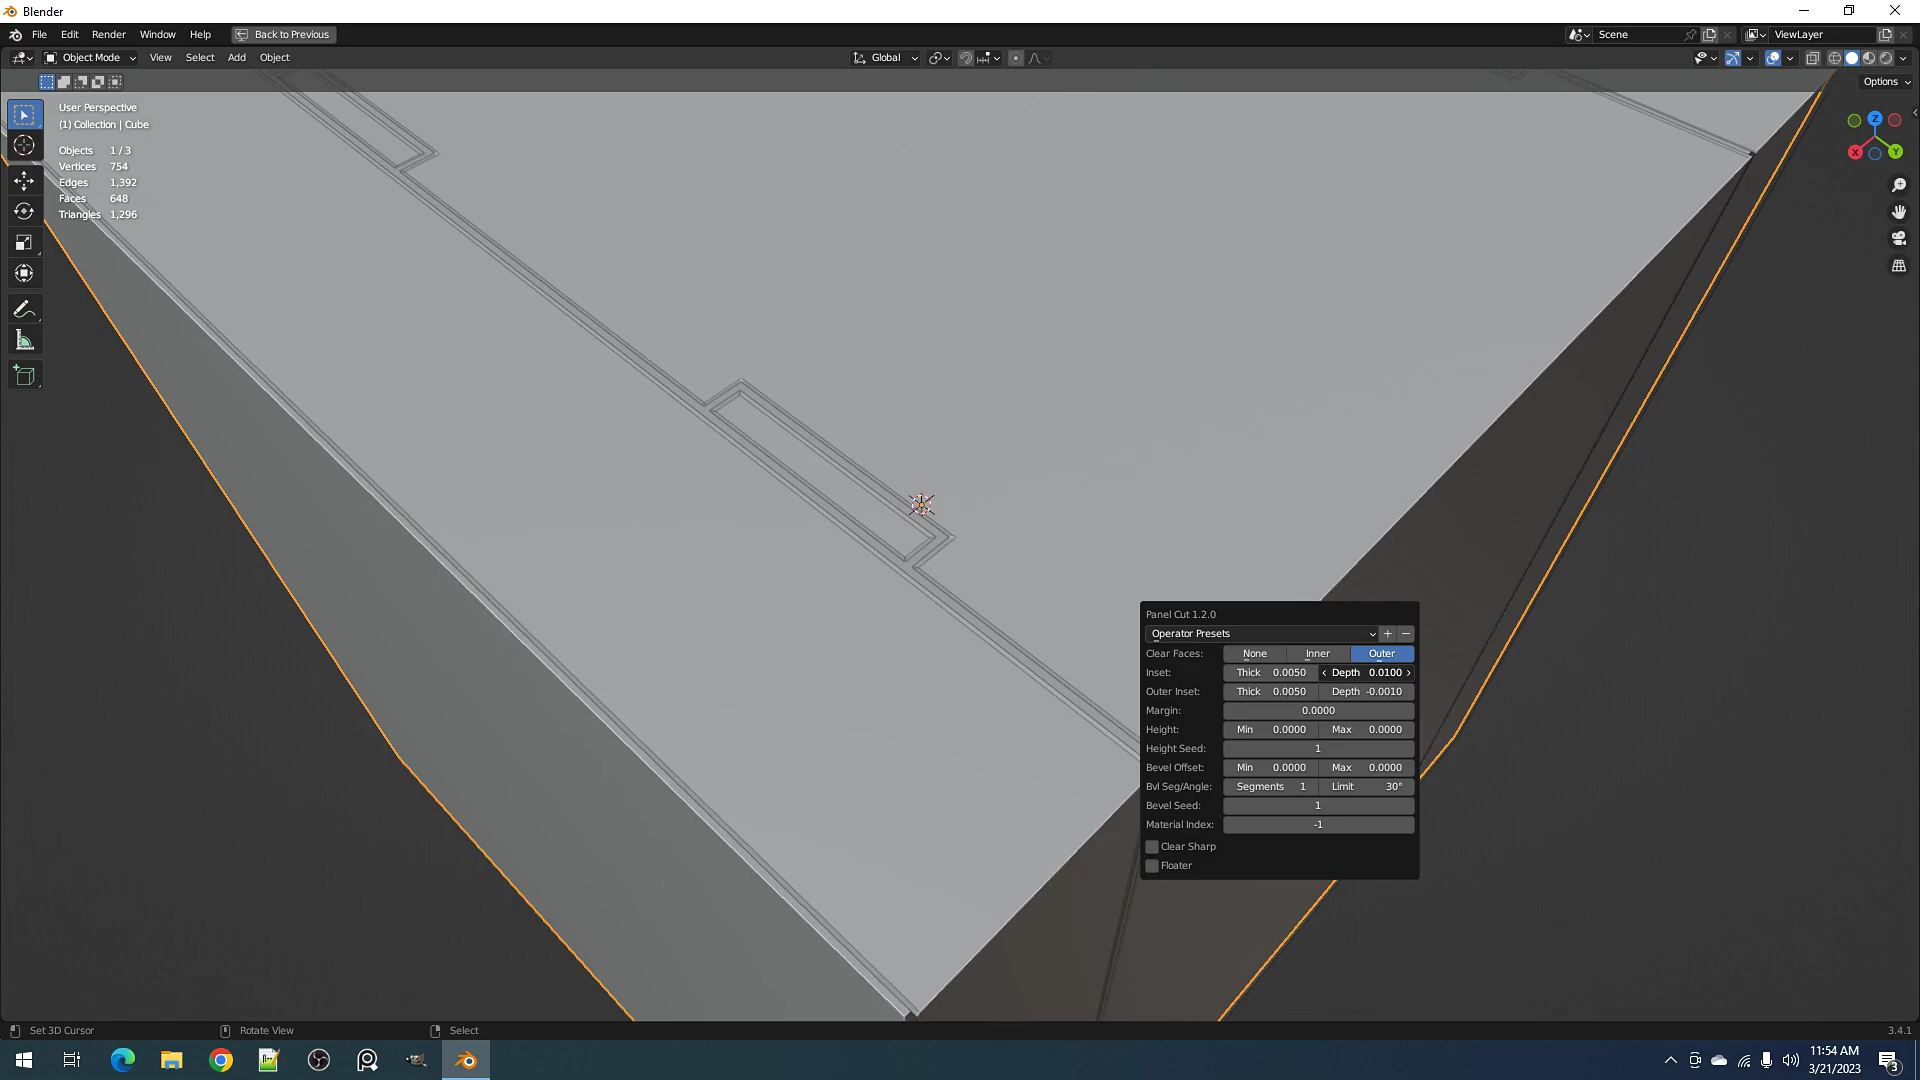 Blender
File Edit Render Window Help Back to Previous Scene ViewLayer
Object Mode View Select Add Object Global
Options
User Perspective
(1) Collection | Cube
Objects 1 / 3
Vertices 754
Edges 1,392
Faces 648
Triangles 1,296
Z
X
Y
Panel Cut 1.2.0
Operator Presets
Clear Faces: None Inner Outer
Inset: Thick 0.0050 Depth 0.0100
Outer Inset: Thick 0.0050 Depth -0.0010
Margin: 0.0000
Height: Min 0.0000 Max 0.0000
Height Seed: 1
Bevel Offset: Min 0.0000 Max 0.0000
Bvl Seg/Angle: Segments 1 Limit 30°
Bevel Seed: 1
Material Index: -1
Clear Sharp
Floater
Set 3D Cursor Rotate View Select 3.4.1
11:54 AM
3/21/2023
3